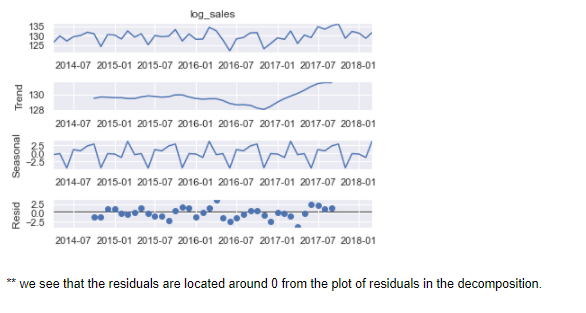 log_sales
135
130
125
2014-07 2015-01 2015-07 2016-01 2016-07 2017-01 2017-07 2018-01
Trend
130
128
2014-07 2015-01 2015-07 2016-01 2016-07 2017-01 2017-07 2018-01
Seasonal
2.5
0.0
−2.5
2014-07 2015-01 2015-07 2016-01 2016-07 2017-01 2017-07 2018-01
Resid
2.5
0.0
−2.5
2014-07 2015-01 2015-07 2016-01 2016-07 2017-01 2017-07 2018-01
** we see that the residuals are located around 0 from the plot of residuals in the decomposition.